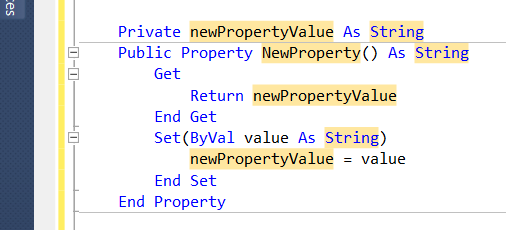 ces
Private newPropertyValue As String
Public Property NewProperty() As String
Get
Return newPropertyValue
End Get
Set(ByVal value As String)
newPropertyValue = value
End Set
End Property